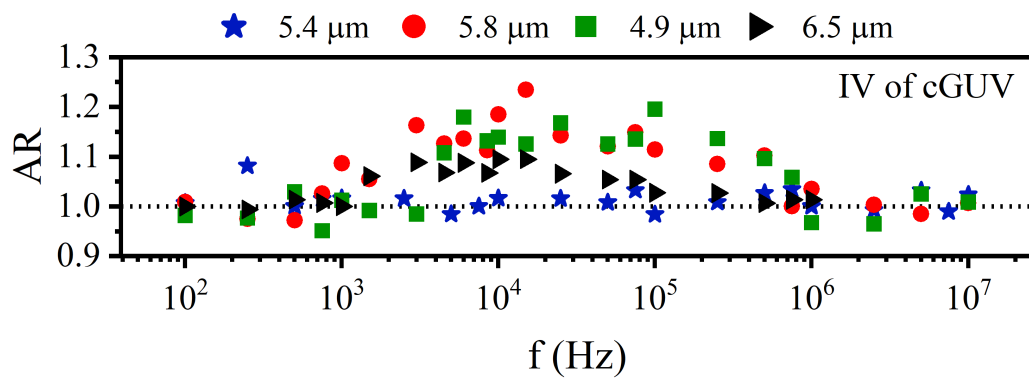 5.4 μm 5.8 μm 4.9 μm 6.5 μm
IV of cGUV
AR
1.3
1.2
1.1
1.0
0.9
10² 10³ 10⁴ 10⁵ 10⁶ 10⁷
f (Hz)